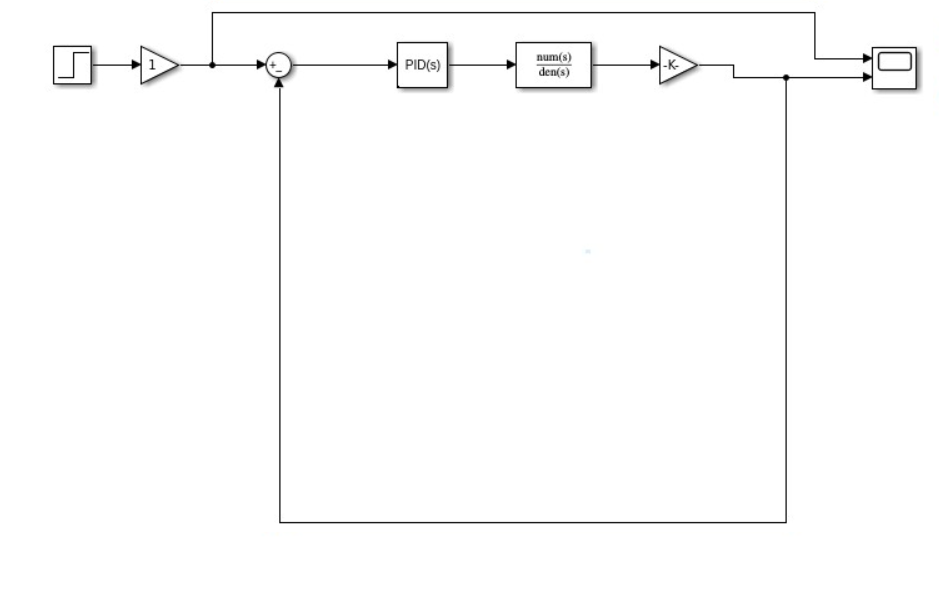 1
+
_
PID(s)
num(s)
den(s)
-K-